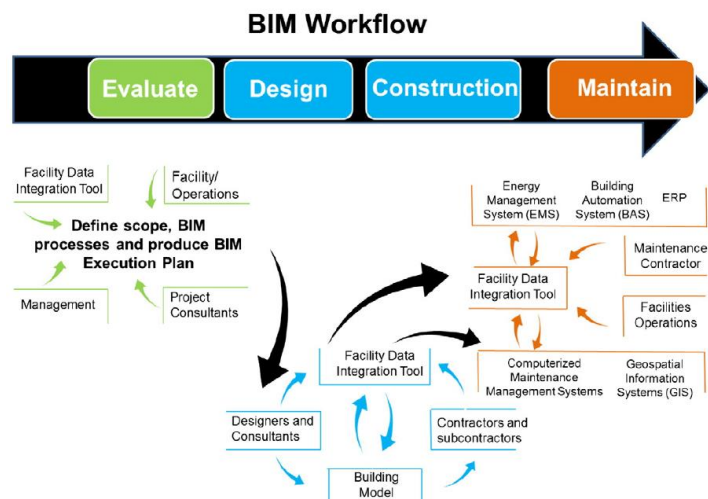 BIM Workflow
Evaluate
Design
Construction
Maintain
Facility Data
Integration Tool
Facility/
Operations
Define scope, BIM
processes and produce BIM
Execution Plan
Management
Project
Consultants
Energy
Management
System (EMS)
Building
Automation
System (BAS)
ERP
Maintenance
Contractor
Facility Data
Integration Tool
Facilities
Operations
Computerized
Maintenance
Management Systems
Geospatial
Information
Systems (GIS)
Facility Data
Integration Tool
Designers and
Consultants
Contractors and
subcontractors
Building
Model